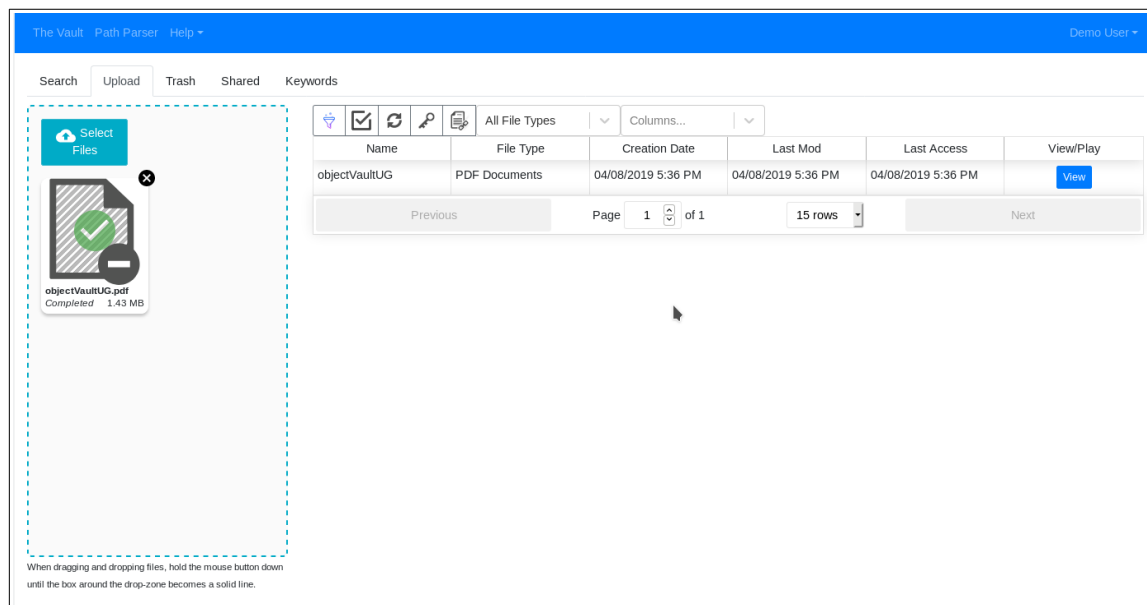 The Vault Path Parser Help Demo User
Search Upload Trash Shared Keywords
Select
Files
objectVaultUG.pdf
Completed 1.43 MB
When dragging and dropping files, hold the mouse button down
until the box around the drop-zone becomes a solid line.
All File Types Columns...
Name File Type Creation Date Last Mod Last Access View/Play
objectVaultUG PDF Documents 04/08/2019 5:36 PM 04/08/2019 5:36 PM 04/08/2019 5:36 PM View
Previous Page 1 of 1 15 rows Next